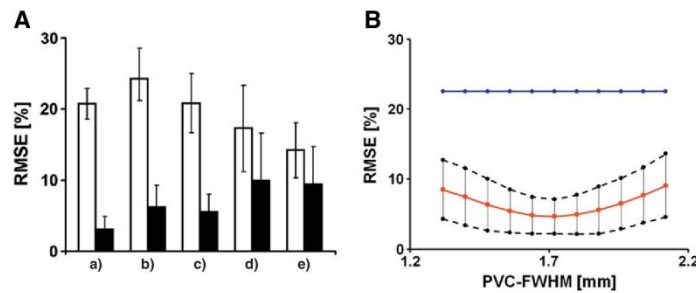 A
RMSE [%]
30
20
10
0
a)
b)
c)
d)
e)
B
RMSE [%]
30
20
10
0
1.2
1.7
2.2
PVC-FWHM [mm]